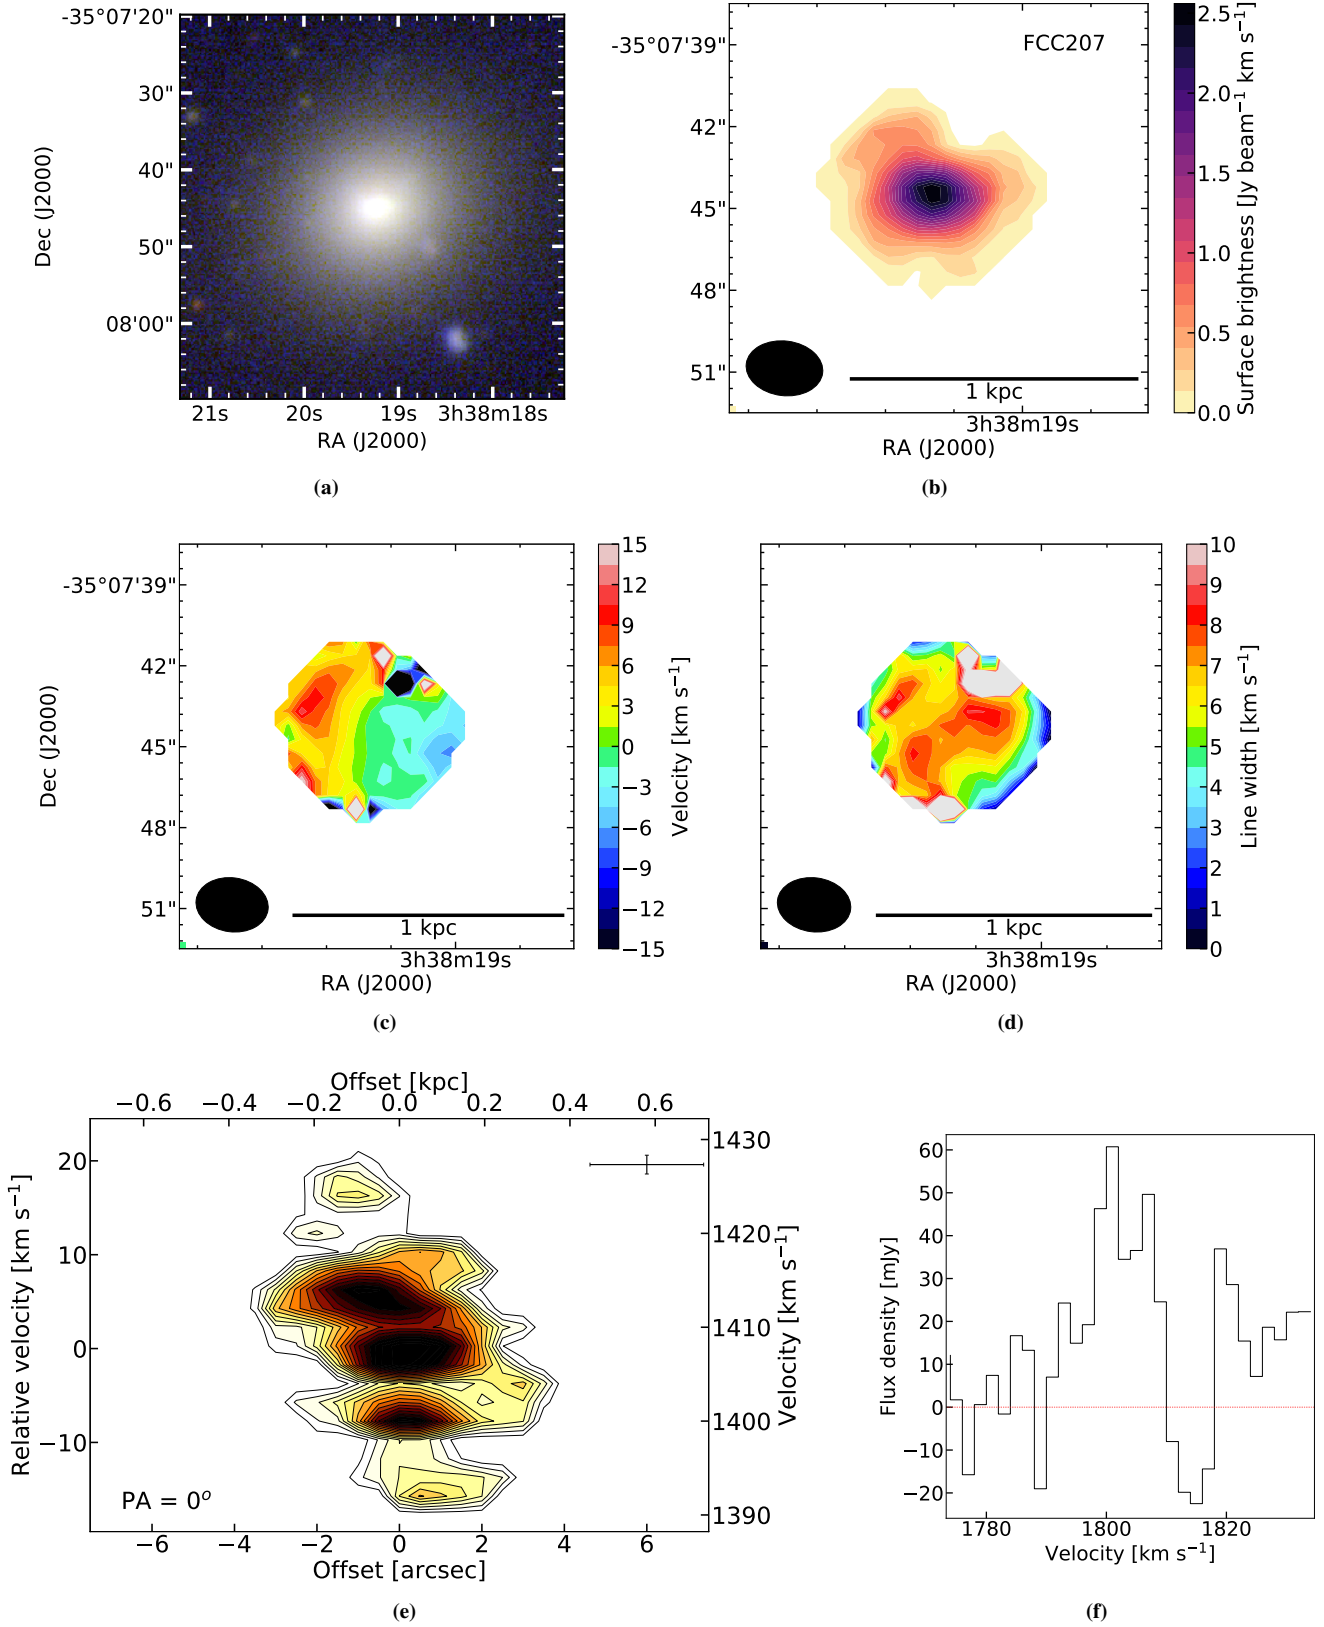 -35°07'20"
30"
40"
50"
08'00"
Dec (J2000)
21s 20s 19s 3h38m18s
RA (J2000)
(a)
FCC207
-35°07'39"
42"
45"
48"
51"
1 kpc
3h38m19s
RA (J2000)
2.5
2.0
1.5
1.0
0.5
0.0
Surface brightness [Jy beam⁻¹ km s⁻¹]
(b)
-35°07'39"
42"
45"
48"
51"
Dec (J2000)
1 kpc
3h38m19s
RA (J2000)
15
12
9
6
3
0
−3
−6
−9
−12
−15
Velocity [km s⁻¹]
(c)
1 kpc
3h38m19s
RA (J2000)
10
9
8
7
6
5
4
3
2
1
0
Line width [km s⁻¹]
(d)
Offset [kpc]
−0.6 −0.4 −0.2 0.0 0.2 0.4 0.6
20
10
0
−10
Relative velocity [km s⁻¹]
1430
1420
1410
1400
1390
Velocity [km s⁻¹]
PA = 0ᵒ
−6 −4 −2 0 2 4 6
Offset [arcsec]
(e)
60
50
40
30
20
10
0
−10
−20
Flux density [mJy]
1780 1800 1820
Velocity [km s⁻¹]
(f)